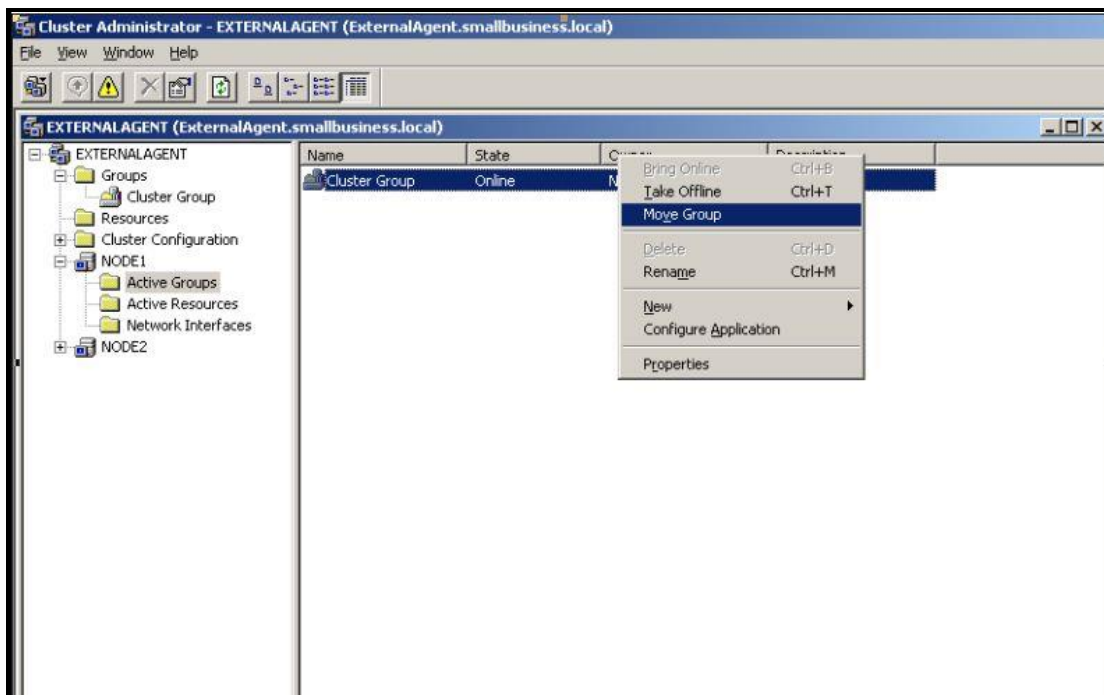 Cluster Administrator - EXTERNALAGENT (ExternalAgent.smallbusiness.local)
File View Window Help
EXTERNALAGENT (ExternalAgent.smallbusiness.local)
EXTERNALAGENT
Groups
Cluster Group
Resources
Cluster Configuration
NODE1
Active Groups
Active Resources
Network Interfaces
NODE2
Name State Owner Description
Cluster Group Online N
Bring Online Ctrl+B
Take Offline Ctrl+T
Move Group
Delete Ctrl+D
Rename Ctrl+M
New
Configure Application
Properties